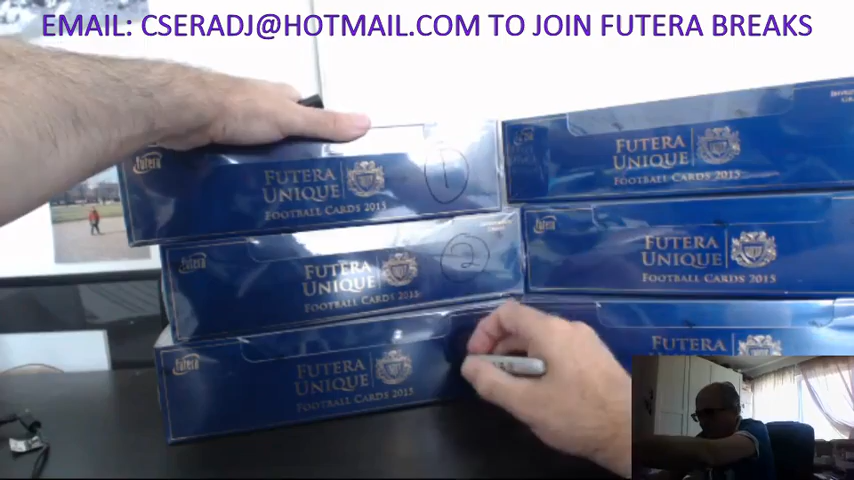 EMAIL: CSERADJ@HOTMAIL.COM TO JOIN FUTERA BREAKS
Futera
FUTERA
UNIQUE
FOOTBALL CARDS 2015
1
Futera
FUTERA
UNIQUE
FOOTBALL CARDS 2015
2
Futera
FUTERA
UNIQUE
FOOTBALL CARDS 2015
Futera
FUTERA
UNIQUE
FOOTBALL CARDS 2015
Futera
FUTERA
UNIQUE
FOOTBALL CARDS 2015
FUTERA